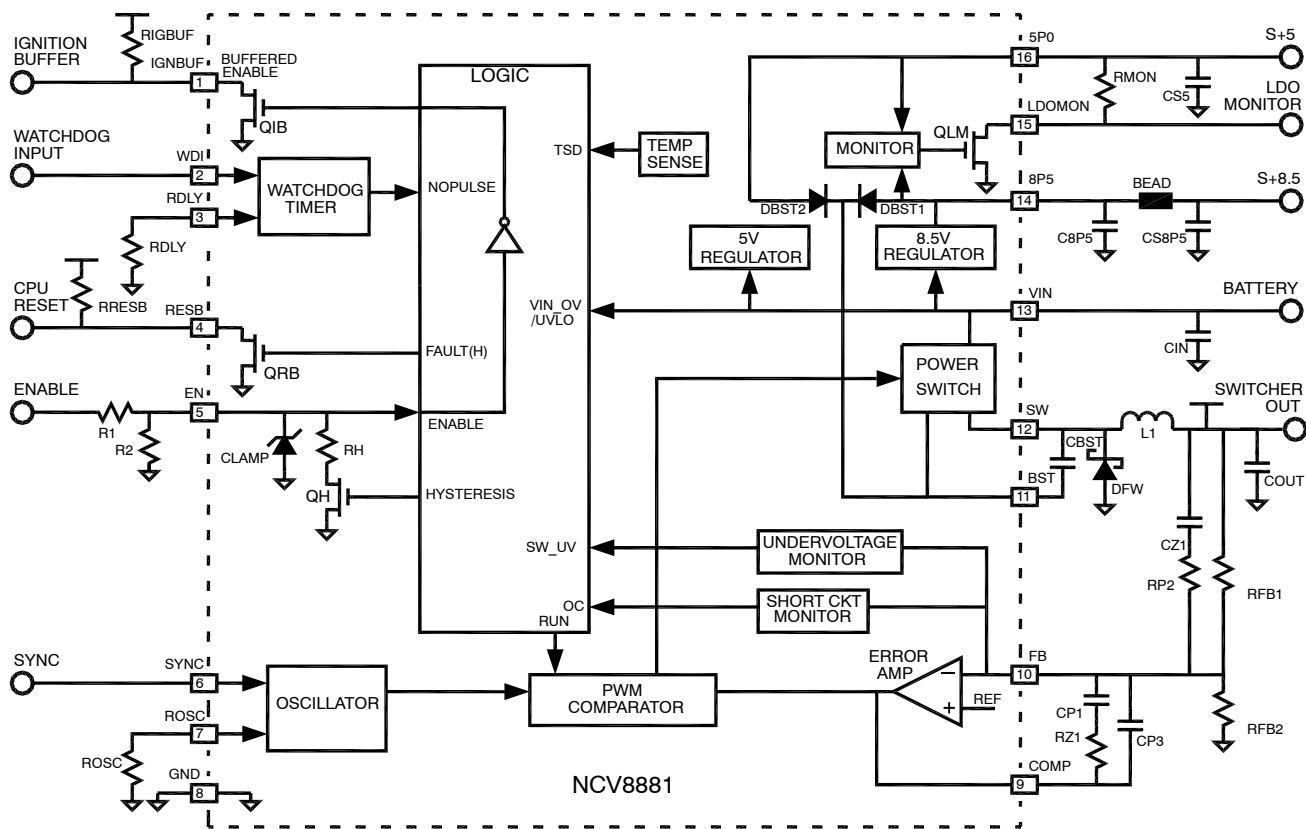 IGNITION
BUFFER
RIGBUF
IGNBUF
1
BUFFERED
ENABLE
QIB
WATCHDOG
INPUT
WDI
2
WATCHDOG
TIMER
RDLY
3
RDLY
CPU
RESET
RRESB
RESB
4
QRB
ENABLE
R1
R2
EN
5
CLAMP
RH
QH
SYNC
SYNC
6
OSCILLATOR
ROSC
7
ROSC
GND
8
LOGIC
NOPULSE
TSD
TEMP
SENSE
VIN_OV
/UVLO
FAULT(H)
ENABLE
HYSTERESIS
SW_UV
OC
RUN
PWM
COMPARATOR
NCV8881
UNDERVOLTAGE
MONITOR
SHORT CKT
MONITOR
ERROR
AMP
−
+
REF
5V
REGULATOR
8.5V
REGULATOR
DBST2
DBST1
MONITOR
QLM
POWER
SWITCH
5P0
16
S+5
RMON
CS5
LDOMON
15
LDO
MONITOR
8P5
14
BEAD
S+8.5
C8P5
CS8P5
VIN
13
BATTERY
CIN
SW
12
SWITCHER
OUT
CBST
L1
BST
11
DFW
COUT
CZ1
RP2
RFB1
FB
10
CP1
RZ1
CP3
RFB2
COMP
9